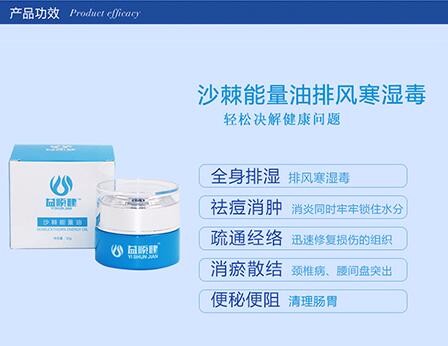 产品功效 Product efficacy
沙棘能量油排风寒湿毒
轻松决解健康问题
全身排湿 排风寒湿毒
祛痘消肿 消炎同时牢牢锁住水分
疏通经络 迅速修复损伤的组织
消瘀散结 颈椎病、腰间盘突出
便秘便阻 清理肠胃
益顺健
YI SHUN JIAN
沙棘能量油
益顺健
YI SHUN JIAN